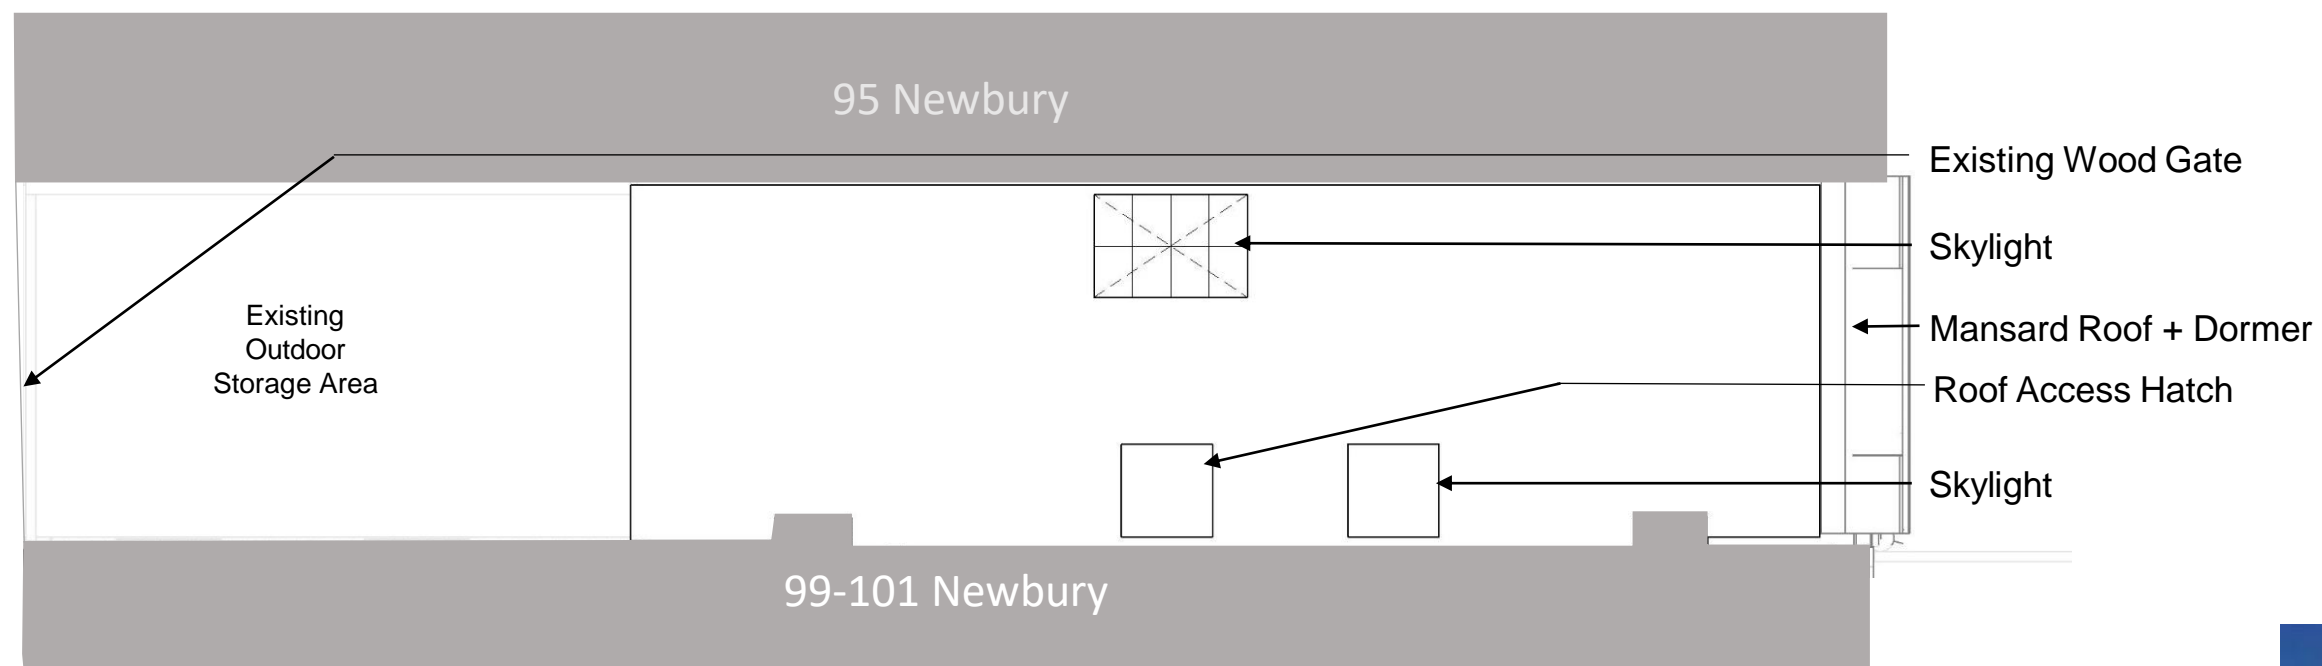 95 Newbury
Existing Wood Gate
Skylight
Existing
Outdoor
Storage Area
Mansard Roof + Dormer
Roof Access Hatch
Skylight
99-101 Newbury